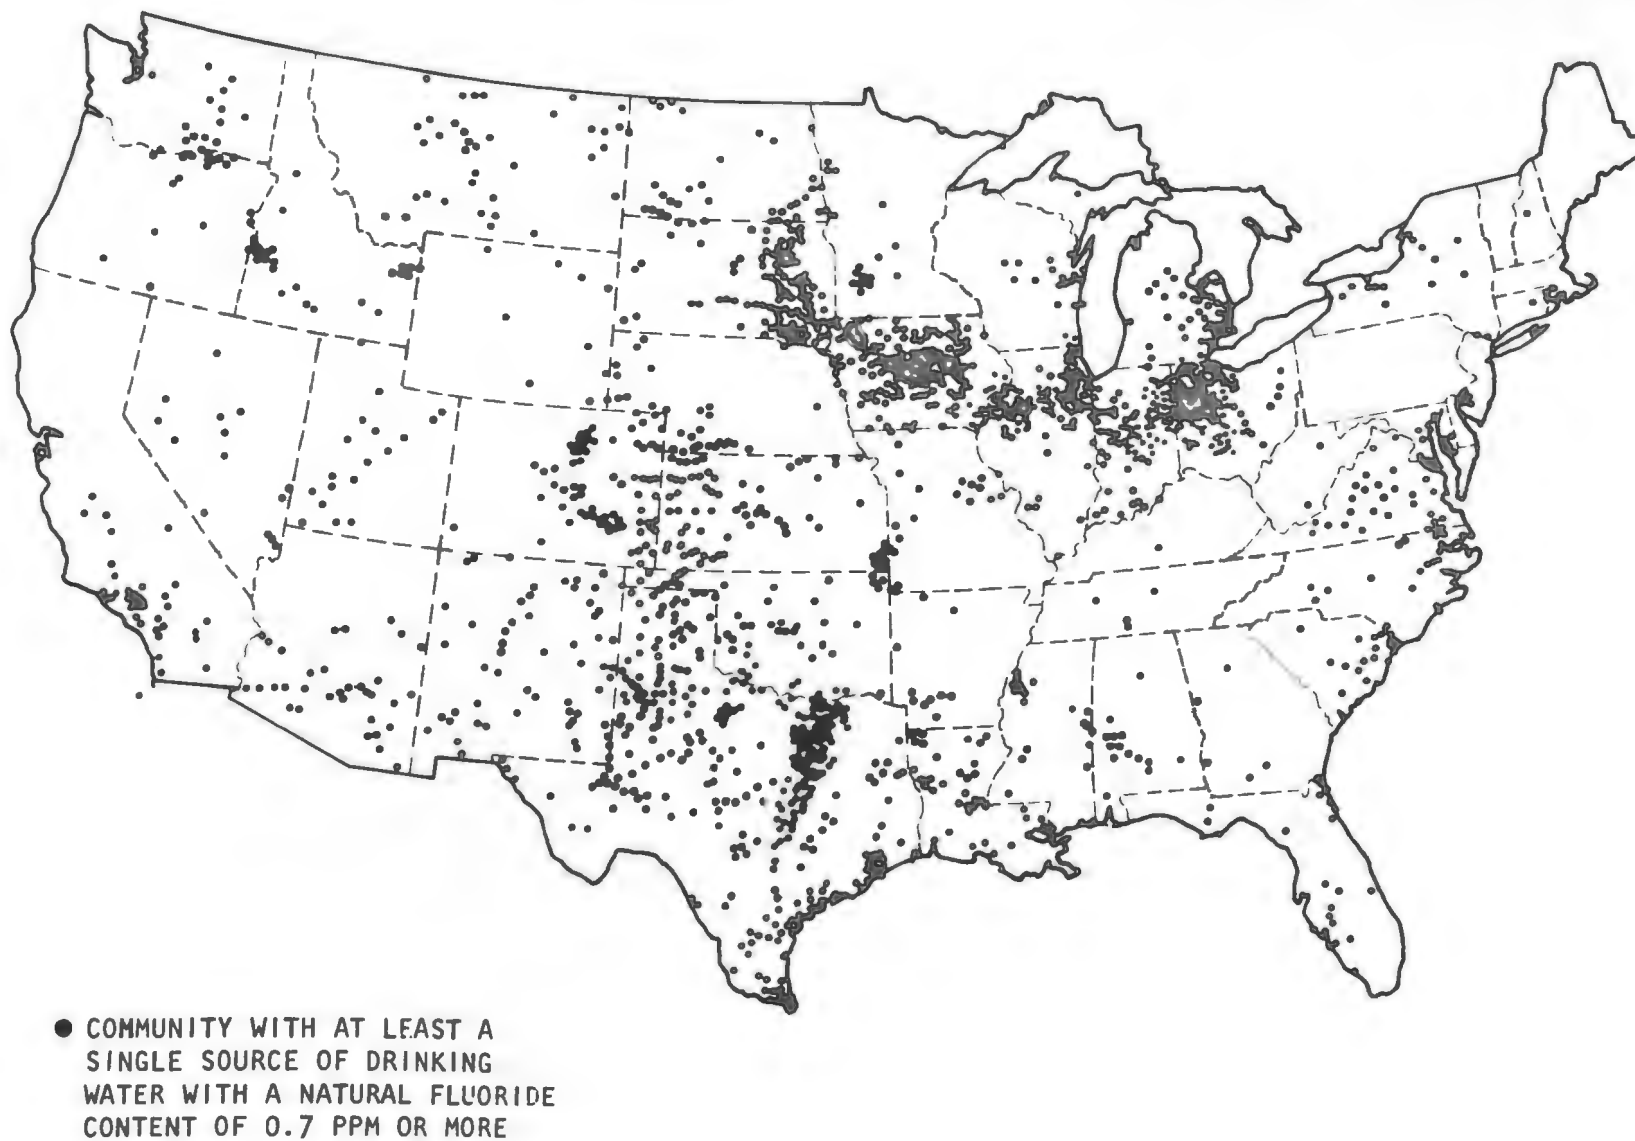 ● COMMUNITY WITH AT LEAST A
SINGLE SOURCE OF DRINKING
WATER WITH A NATURAL FLUORIDE
CONTENT OF 0.7 PPM OR MORE